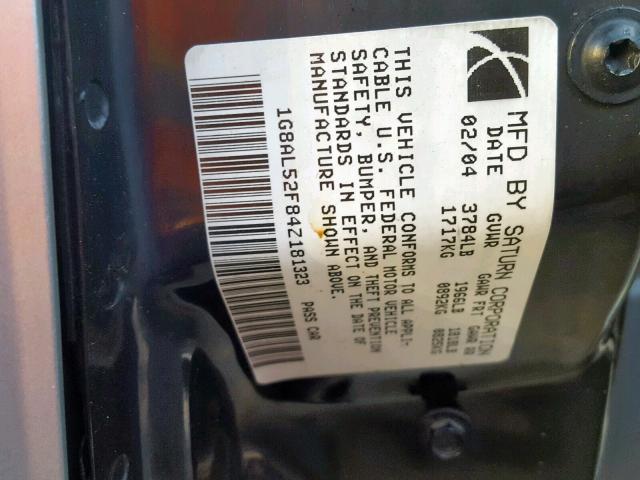 MFD BY SATURN CORPORATION
DATE GVWR GAWR FRT GAWR RR
02/04 3784LB 1966LB 1818LB
1717KG 0892KG 0825KG
THIS VEHICLE CONFORMS TO ALL APPLI-
CABLE U.S. FEDERAL MOTOR VEHICLE
SAFETY, BUMPER, AND THEFT PREVENTION
STANDARDS IN EFFECT ON THE DATE OF
MANUFACTURE SHOWN ABOVE.
1G8AL52F84Z181323 PASS CAR